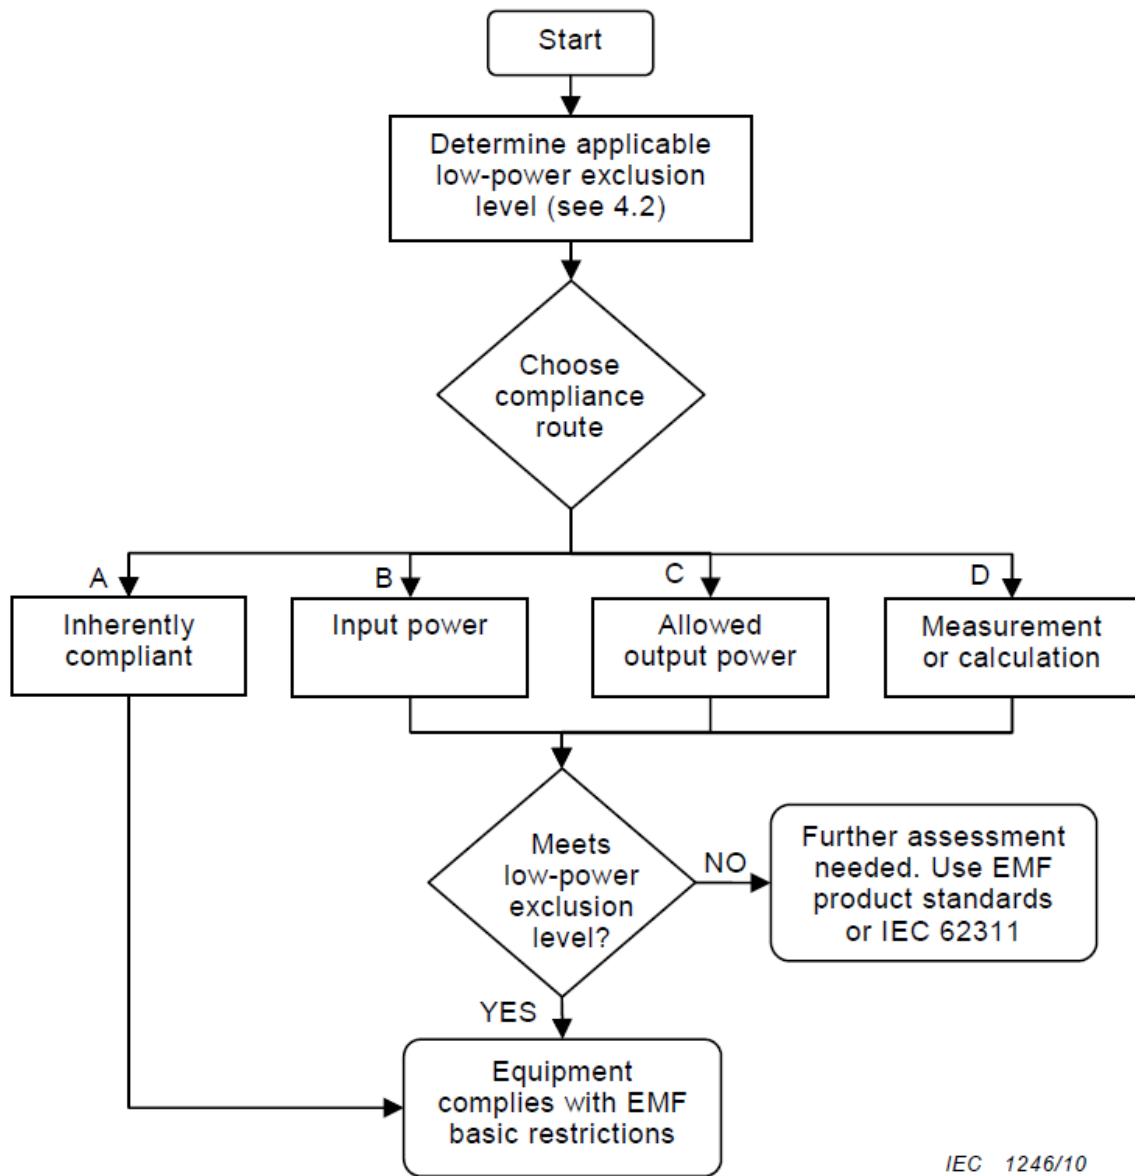 Start
Determine applicable
low-power exclusion
level (see 4.2)
Choose
compliance
route
A
B
C
D
Inherently
compliant
Input power
Allowed
output power
Measurement
or calculation
Meets
low-power
exclusion
level?
NO
Further assessment
needed. Use EMF
product standards
or IEC 62311
YES
Equipment
complies with EMF
basic restrictions
IEC 1246/10